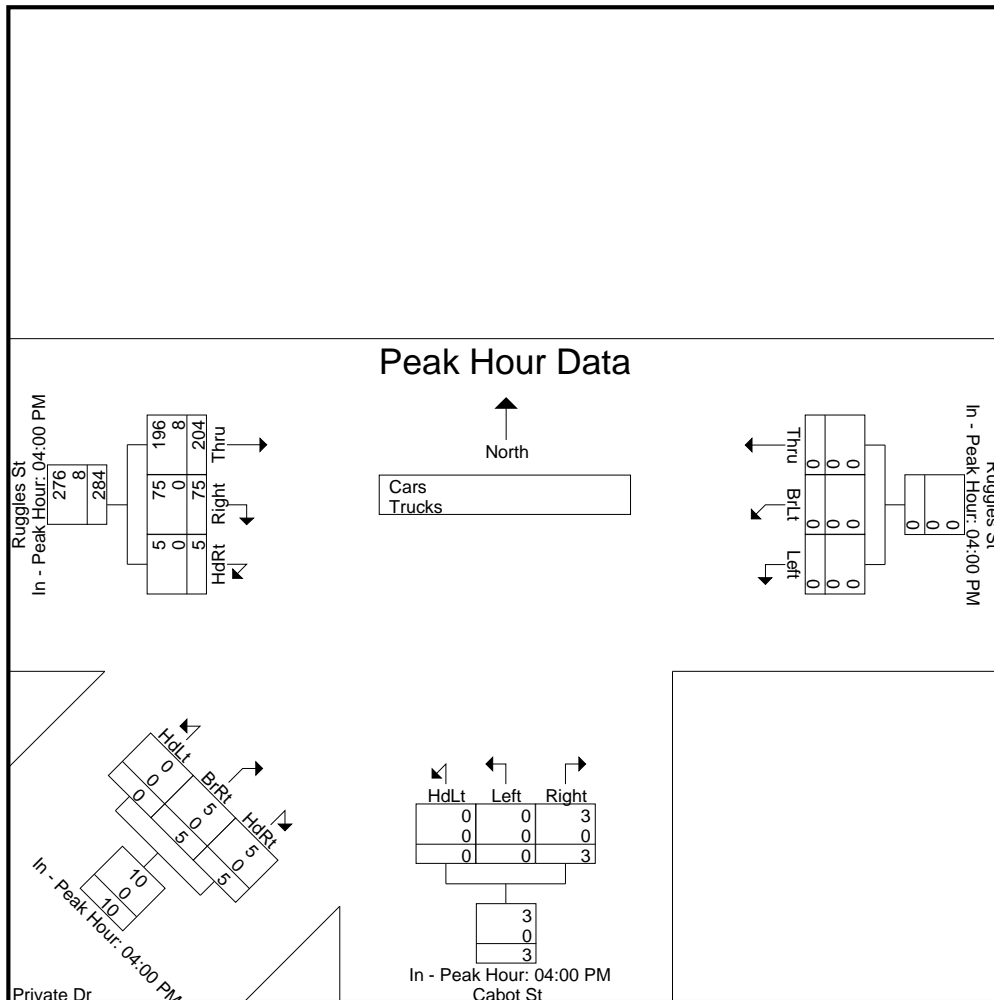 Peak Hour Data
North
Cars
Trucks
Ruggles St
In - Peak Hour: 04:00 PM
276
8
284
196
8
204
Thru
75
0
75
Right
5
0
5
HdRt
Ruggles St
In - Peak Hour: 04:00 PM
0
0
0
Thru
0
0
0
BrLt
0
0
0
Left
0
0
0
HdLt
0
0
0
BrRt
5
0
5
HdRt
5
0
5
10
0
10
In - Peak Hour: 04:00 PM
Private Dr
HdLt Left Right
0 0 3
0 0 0
0 0 3
3
0
3
In - Peak Hour: 04:00 PM
Cabot St